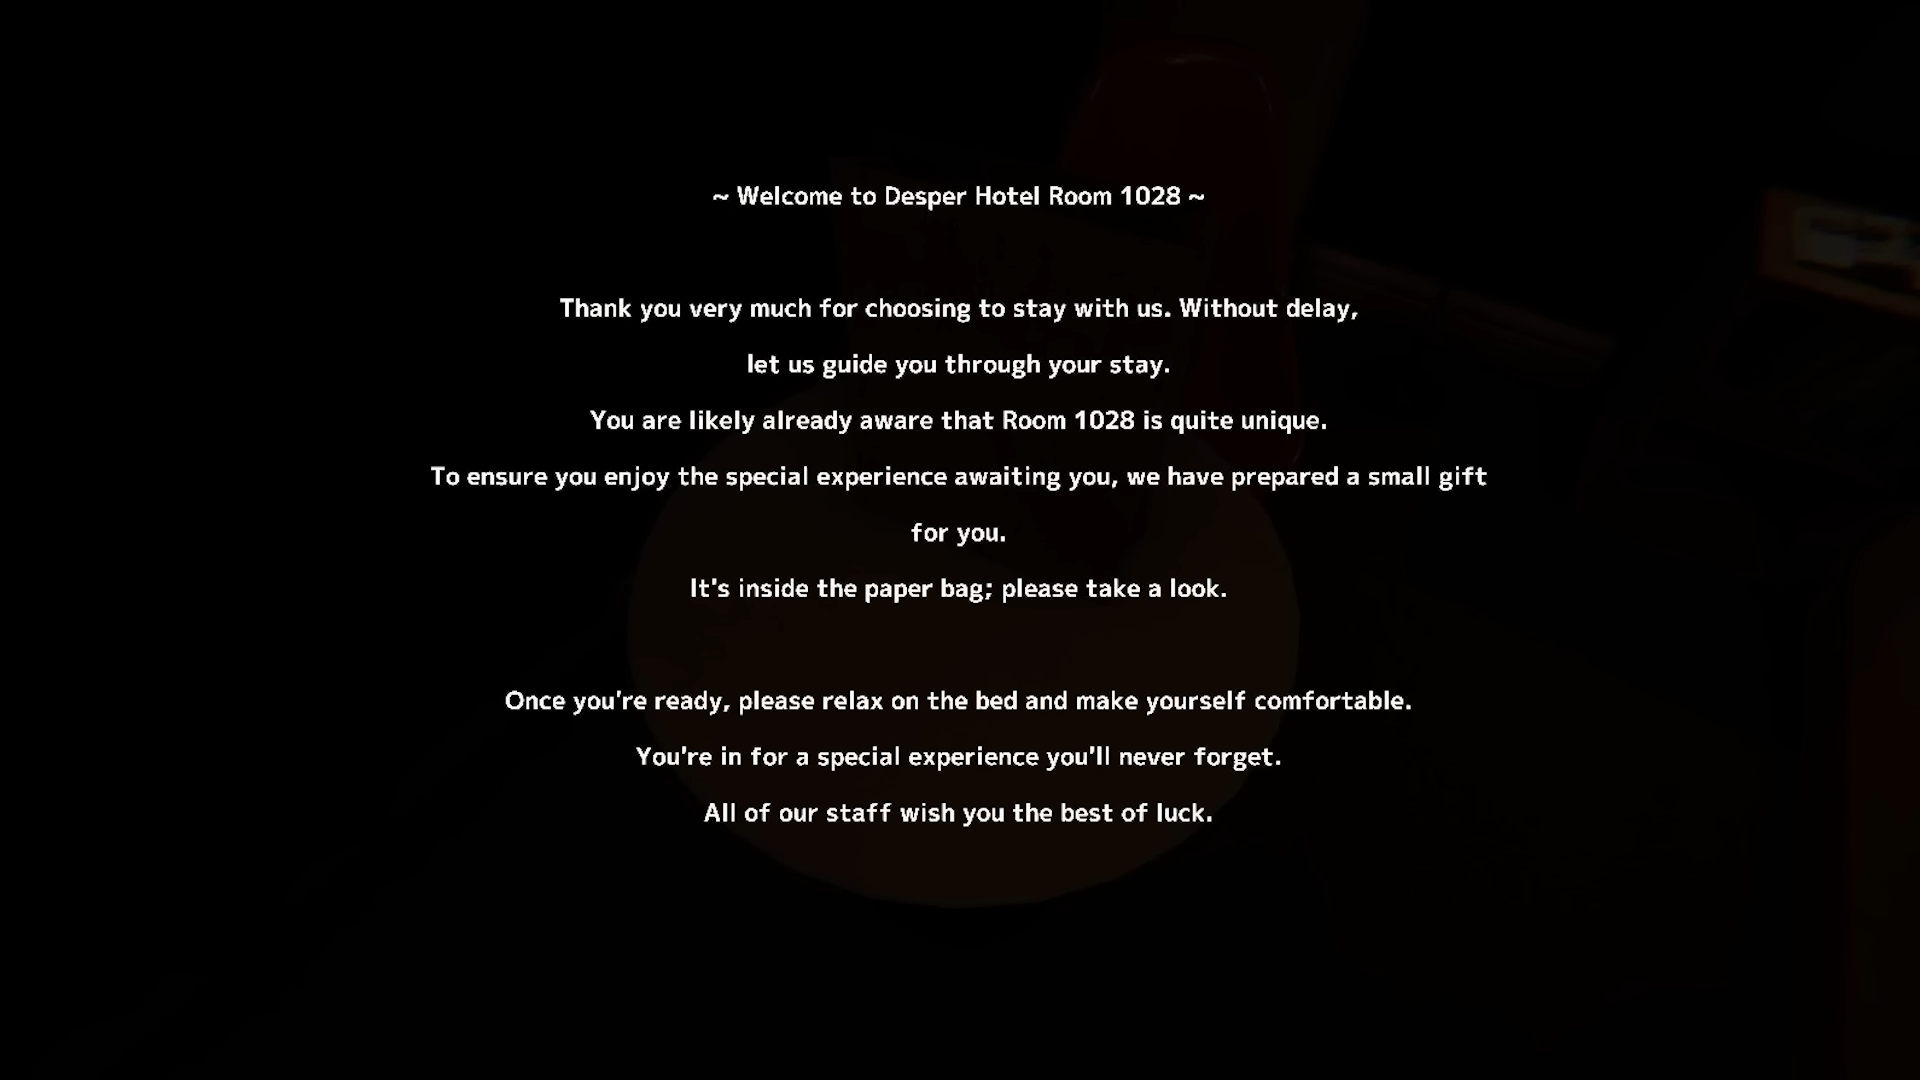 ~ Welcome to Desper Hotel Room 1028 ~
Thank you very much for choosing to stay with us. Without delay,
let us guide you through your stay.
You are likely already aware that Room 1028 is quite unique.
To ensure you enjoy the special experience awaiting you, we have prepared a small gift
for you.
It's inside the paper bag; please take a look.
Once you're ready, please relax on the bed and make yourself comfortable.
You're in for a special experience you'll never forget.
All of our staff wish you the best of luck.